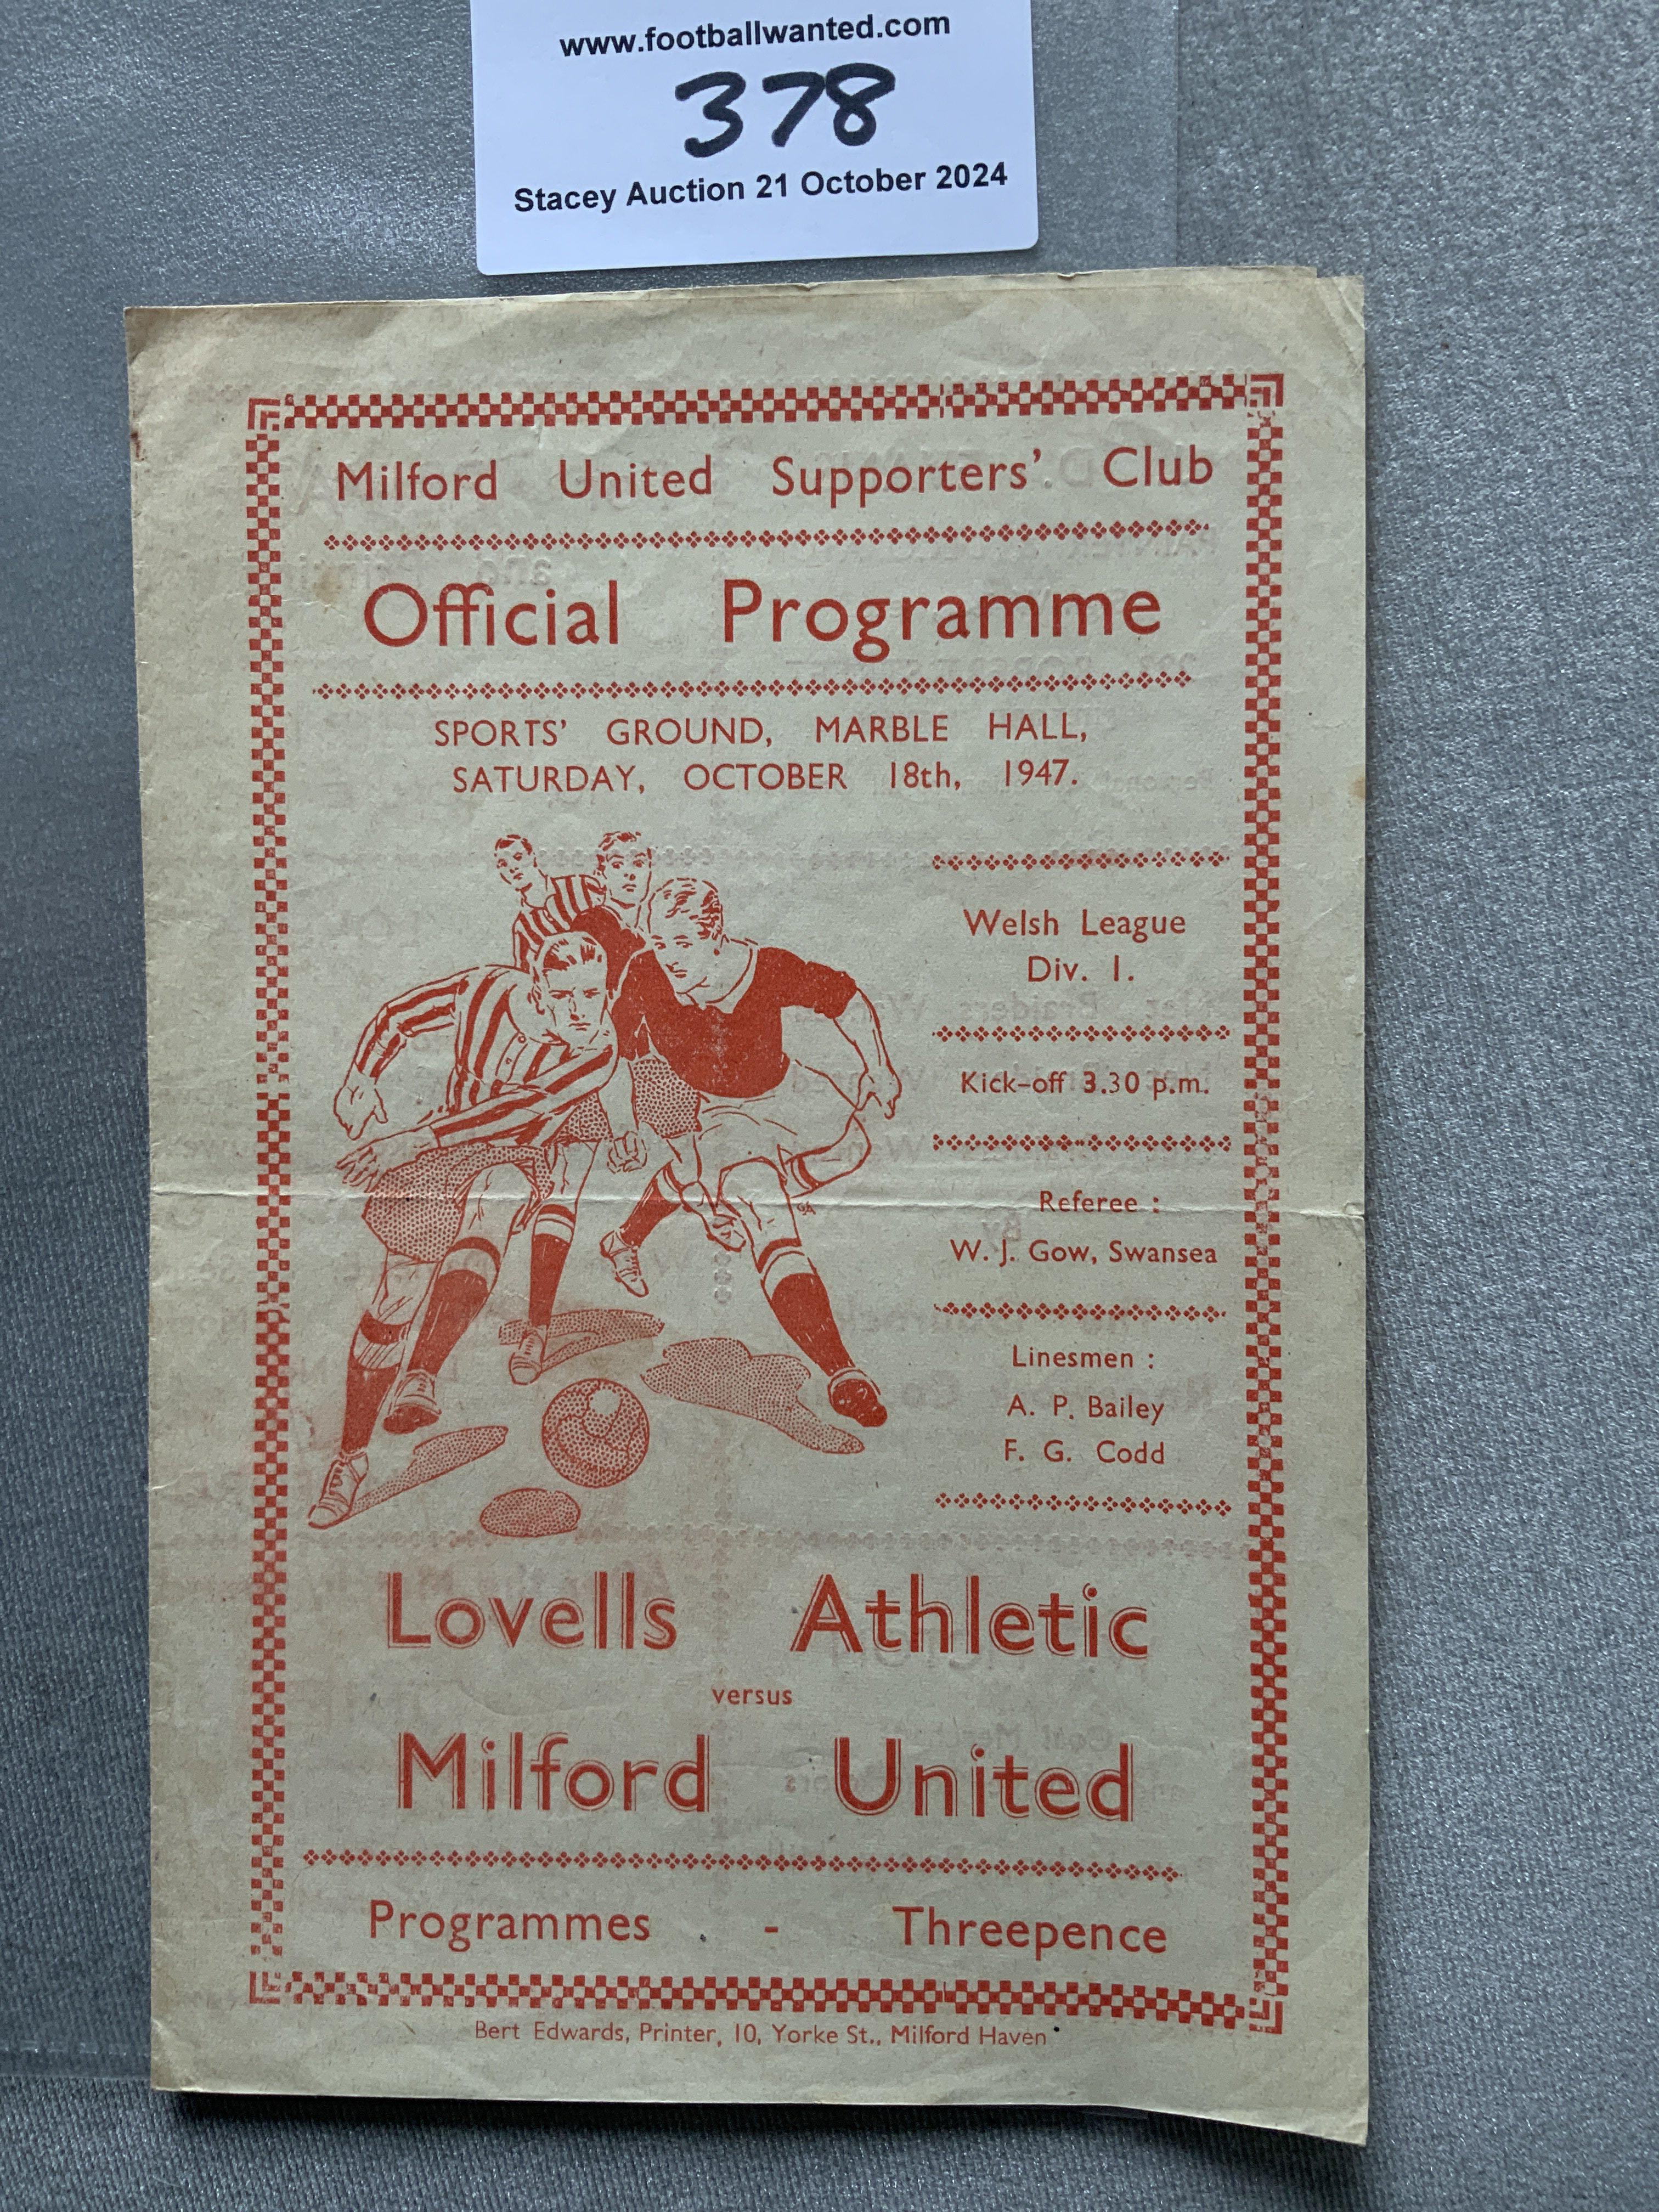 www.footballwanted.com
378
Stacey Auction 21 October 2024
Milford United Supporters' Club
Official Programme
SPORTS' GROUND, MARBLE HALL,
SATURDAY, OCTOBER 18th, 1947.
Welsh League
Div. 1.
Kick-off 3.30 p.m.
Referee :
W. J. Gow, Swansea
Linesmen :
A. P. Bailey
F. G. Codd
Lovells Athletic
versus
Milford United
Programmes - Threepence
Bert Edwards, Printer, 10, Yorke St., Milford Haven